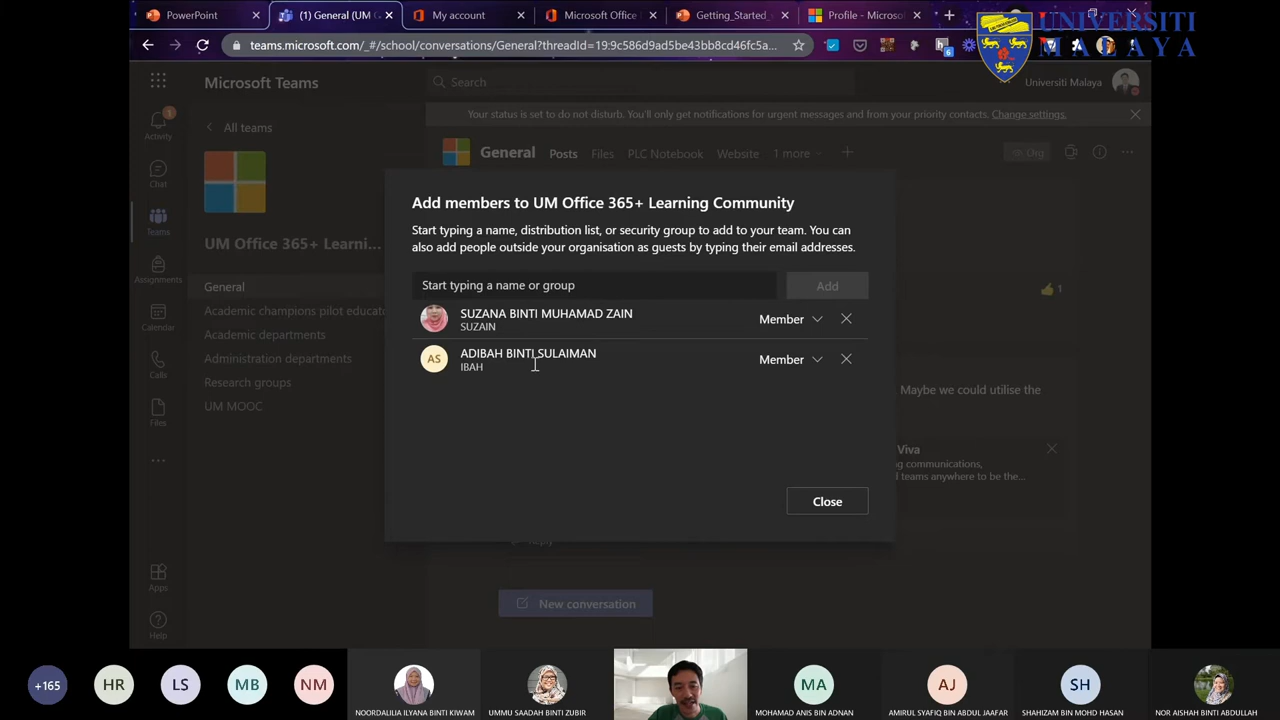 PowerPoint
(1) General (UM O
My account
Microsoft Office
Getting_Started_
Profile - Microsoft
UNIVERSITI
MALAYA
teams.microsoft.com/_#/school/conversations/General?threadId=19:9c586d9ad5be43bb8cd46fc5a...
6
Microsoft Teams
Search
Universiti Malaya
1
Activity
Your status is set to do not disturb. You'll only get notifications for urgent messages and from your priority contacts. Change settings.
All teams
Chat
General
Posts
Files
PLC Notebook
Website
1 more
Org
Teams
UM Office 365+ Learni...
Assignments
General
Academic champions pilot educat
Academic departments
Administration departments
Research groups
UM MOOC
Calendar
Calls
Files
Apps
Help
Add members to UM Office 365+ Learning Community
Start typing a name, distribution list, or security group to add to your team. You can
also add people outside your organisation as guests by typing their email addresses.
Start typing a name or group
Add
SUZANA BINTI MUHAMAD ZAIN
SUZAIN
Member
AS
ADIBAH BINTI SULAIMAN
IBAH
Member
Close
1
Maybe we could utilise the
Viva
ng communications,
d teams anywhere to be the...
New conversation
+165
HR
LS
MB
NM
NOORDALILA ILYANA BINTI KIWAM
UMMU SAADAH BINTI ZUBIR
MA
MOHAMAD ANIS BIN ADNAN
AJ
AMIRUL SYAFIQ BIN ABDUL JAAFAR
SH
SHAHIZAM BIN MOHD HASAN
NOR AISHAH BINTI ABDULLAH